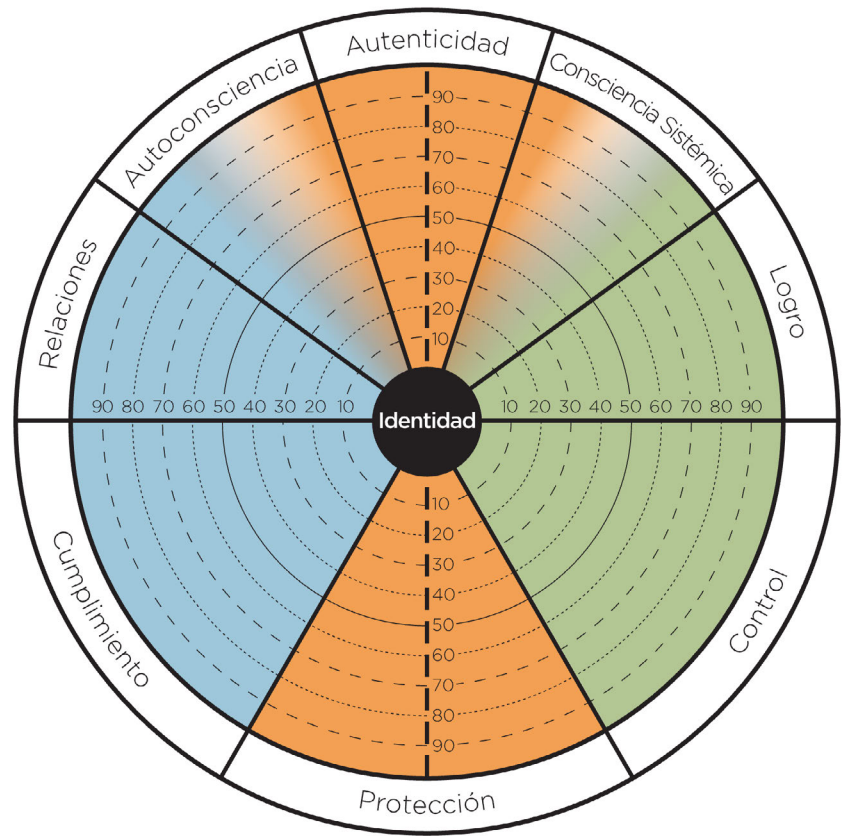 Autenticidad
Autoconsciencia
Consciencia Sistémica
Relaciones
Logro
90
80
70
60
50
40
30
20
10
90 80 70 60 50 40 30 20 10
Identidad
10 20 30 40 50 60 70 80 90
10
20
30
40
50
60
70
80
90
Cumplimiento
Control
Protección